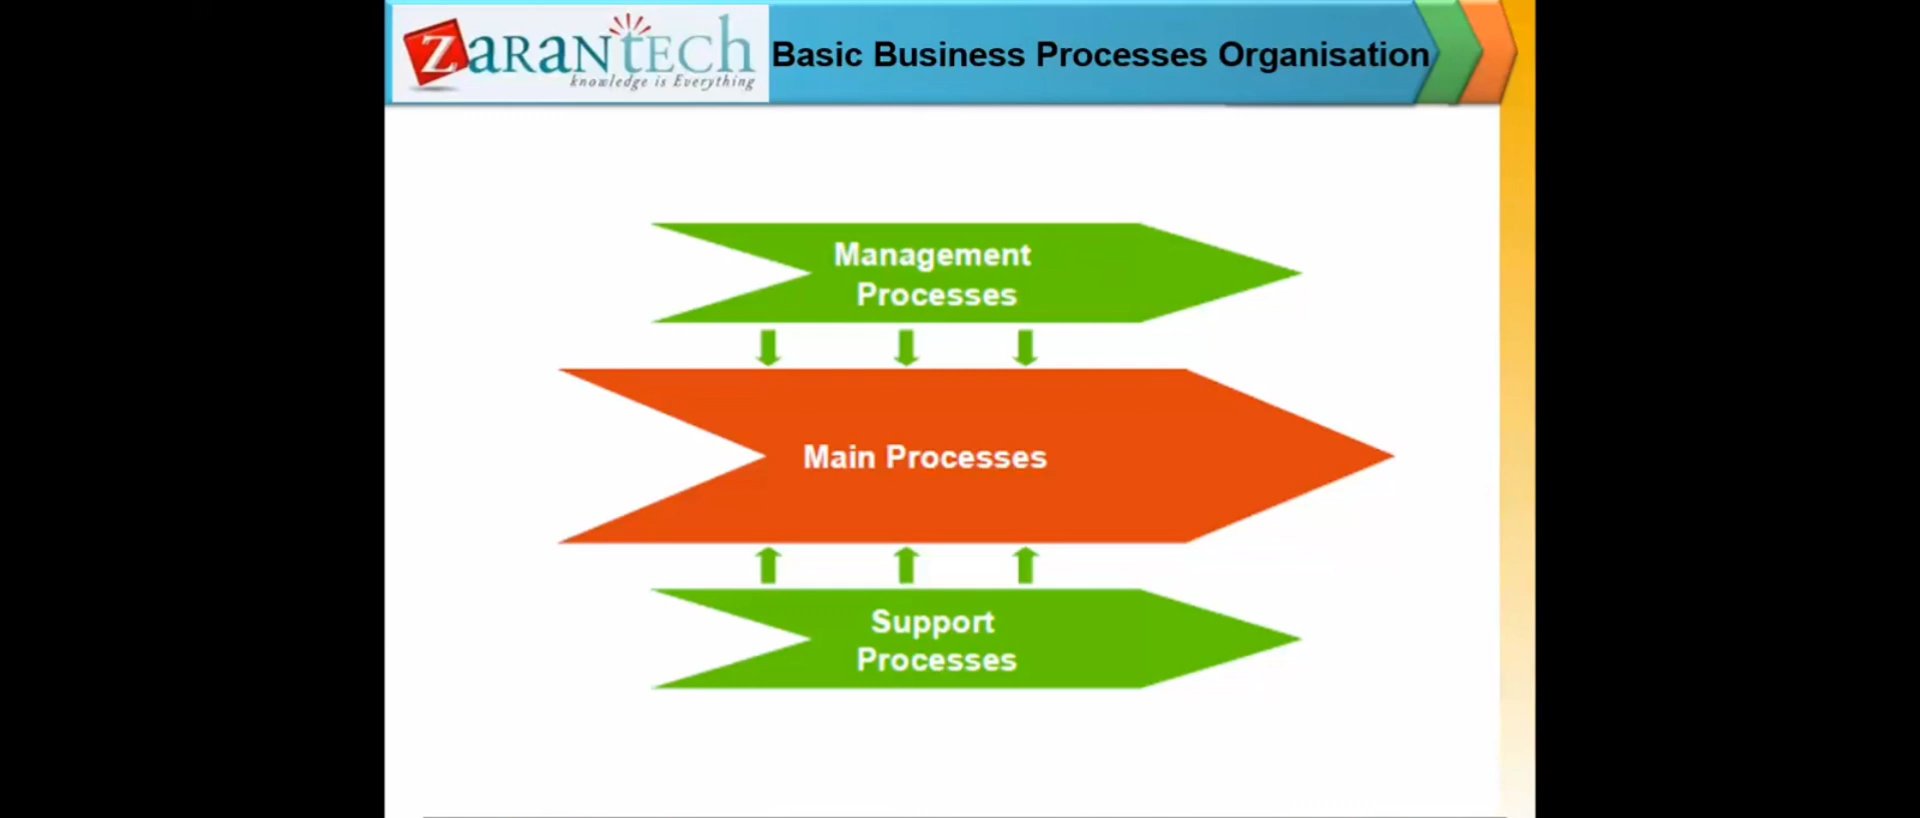 ZARANTECH
knowledge is Everything
Basic Business Processes Organisation
Management
Processes
Main Processes
Support
Processes